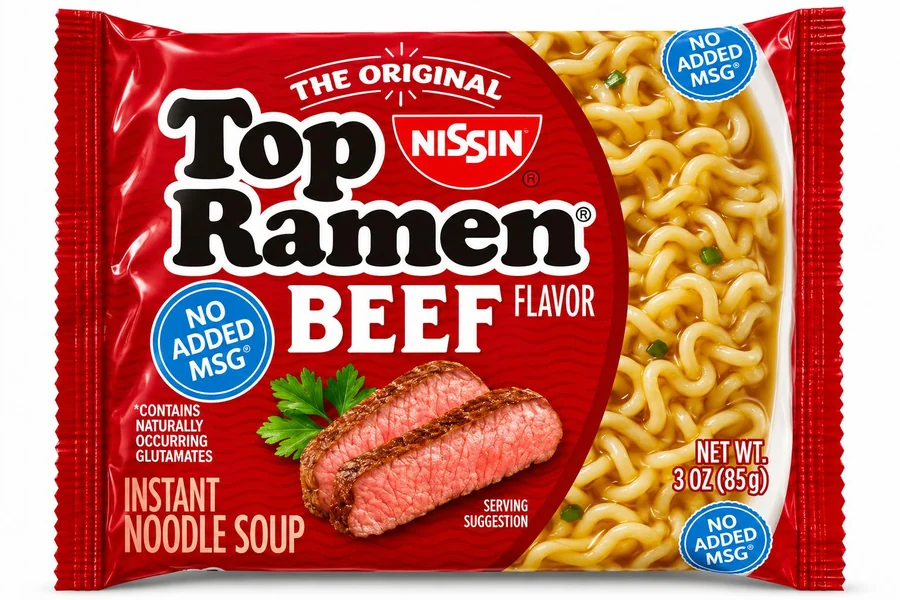 THE ORIGINAL
NISSIN®
Top
Ramen®
BEEF FLAVOR
NO
ADDED
MSG®
*CONTAINS
NATURALLY
OCCURRING
GLUTAMATES
INSTANT
NOODLE SOUP
SERVING
SUGGESTION
NO
ADDED
MSG®
NET WT.
3 OZ (85g)
NO
ADDED
MSG®